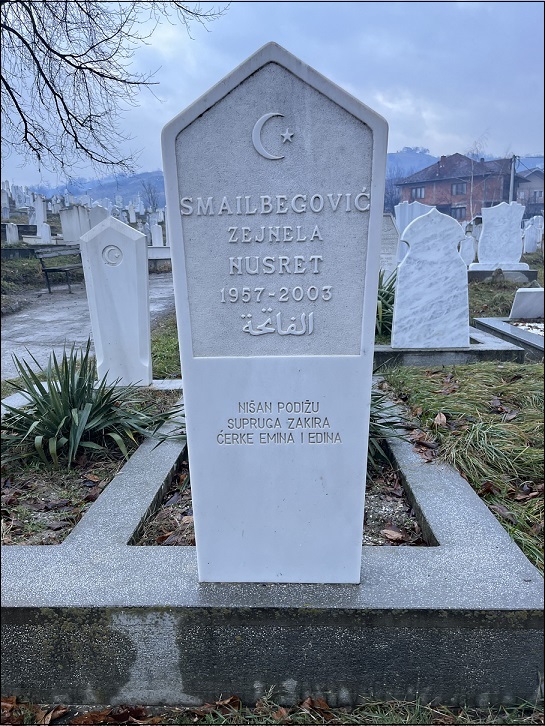 SMAILBEGOVIĆ
ZEJNELA
NUSRET
1957-2003
الفاتحة
NIŠAN PODIŽU
SUPRUGA ZAKIRA
ĆERKE EMINA I EDINA